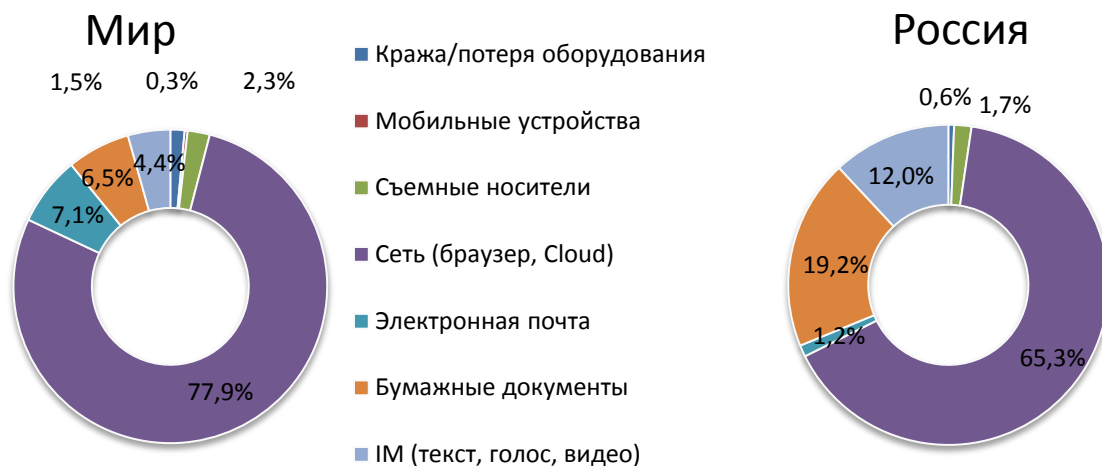 Мир
1,5%
0,3%
2,3%
4,4%
6,5%
7,1%
77,9%
Кража/потеря оборудования
Мобильные устройства
Съемные носители
Сеть (браузер, Cloud)
Электронная почта
Бумажные документы
IM (текст, голос, видео)
Россия
0,6%
1,7%
12,0%
19,2%
1,2%
65,3%